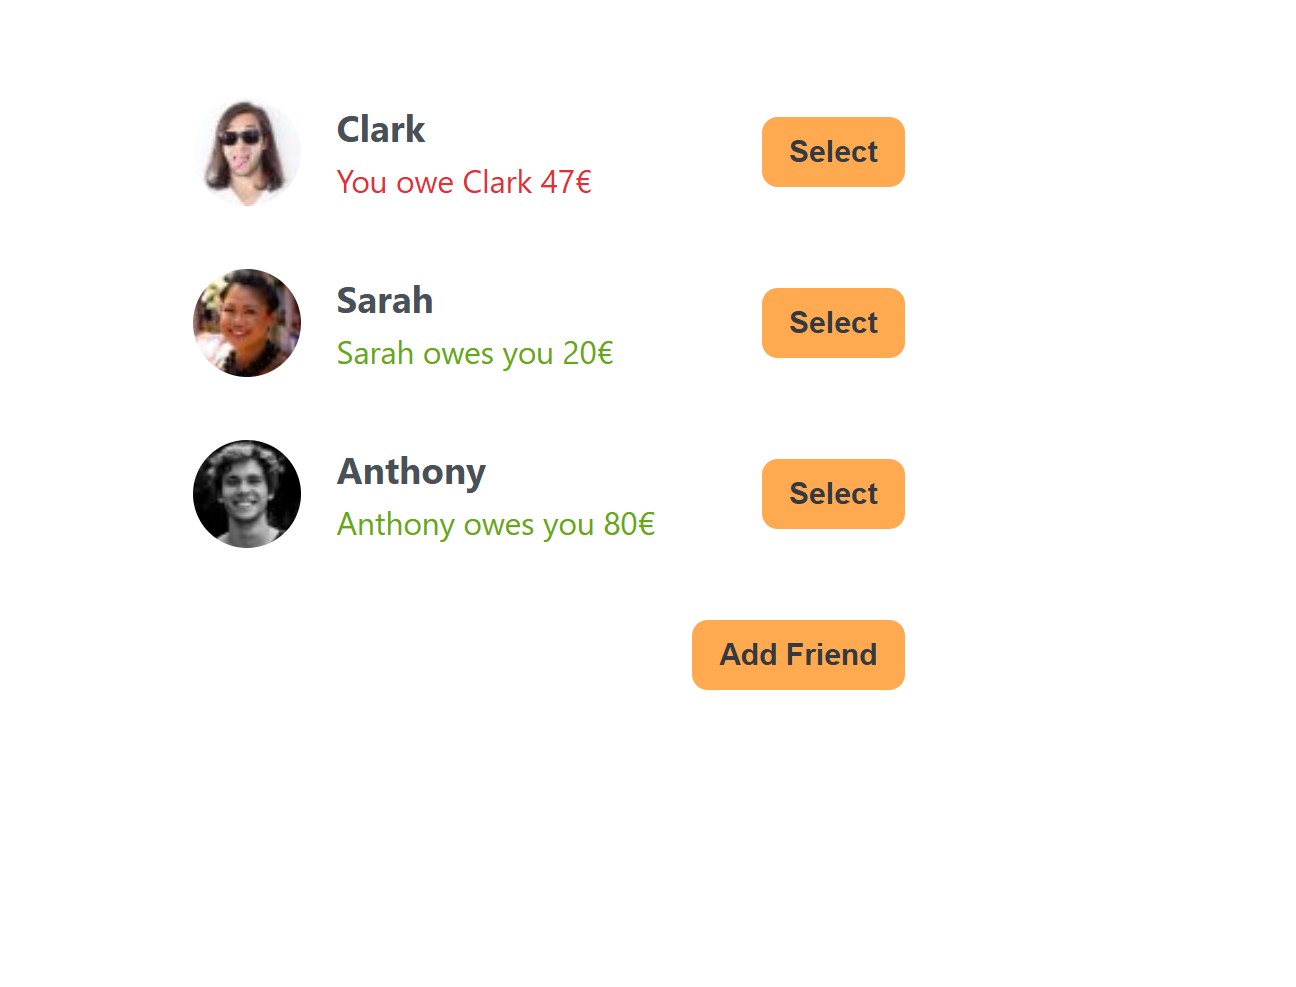 Clark
You owe Clark 47€
Select
Sarah
Sarah owes you 20€
Select
Anthony
Anthony owes you 80€
Select
Add Friend